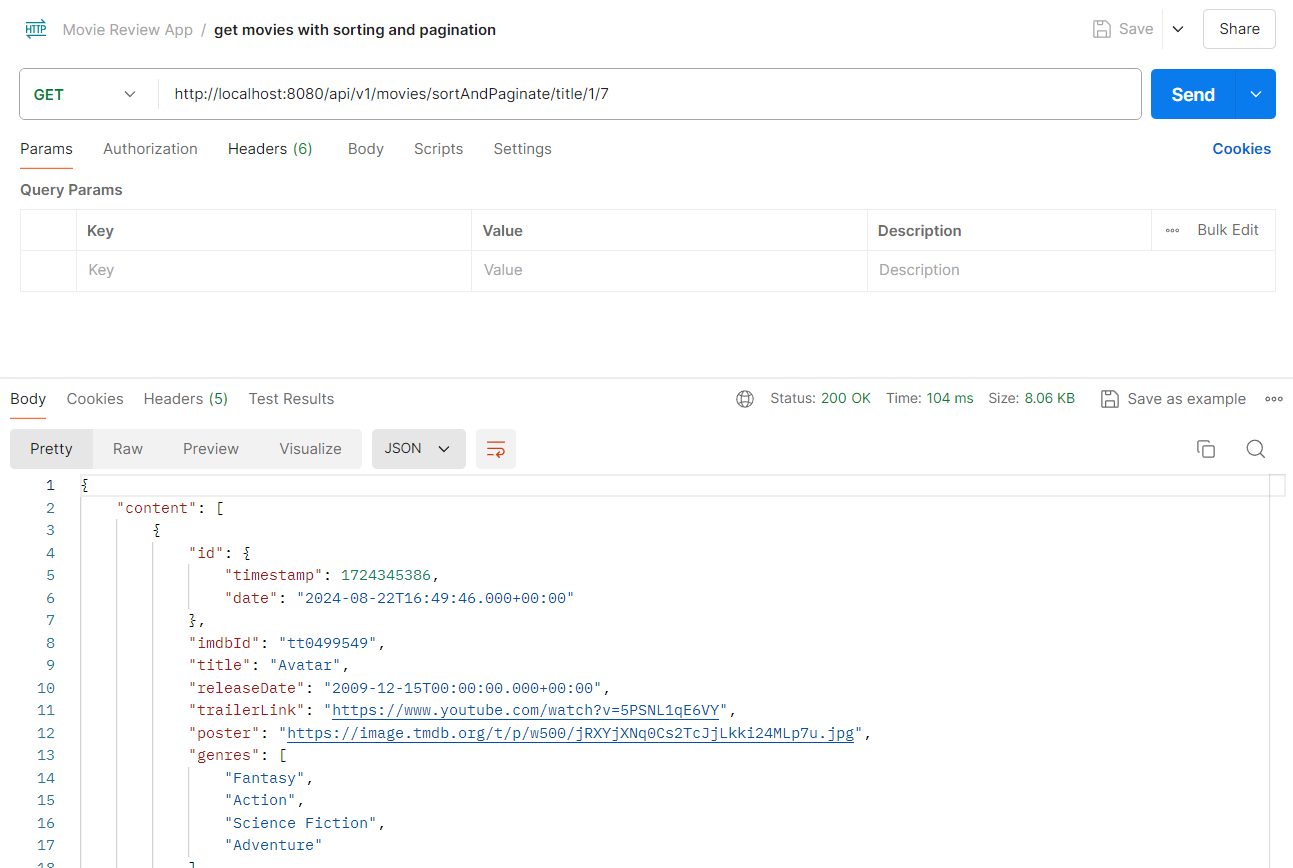 HTTP Movie Review App / get movies with sorting and pagination Save Share
GET http://localhost:8080/api/v1/movies/sortAndPaginate/title/1/7 Send
Params Authorization Headers (6) Body Scripts Settings Cookies
Query Params
Key Value Description Bulk Edit
Key Value Description
Body Cookies Headers (5) Test Results Status: 200 OK Time: 104 ms Size: 8.06 KB Save as example
Pretty Raw Preview Visualize JSON
1 {
2 "content": [
3 {
4 "id": {
5 "timestamp": 1724345386,
6 "date": "2024-08-22T16:49:46.000+00:00"
7 },
8 "imdbId": "tt0499549",
9 "title": "Avatar",
10 "releaseDate": "2009-12-15T00:00:00.000+00:00",
11 "trailerLink": "https://www.youtube.com/watch?v=5PSNL1qE6VY",
12 "poster": "https://image.tmdb.org/t/p/w500/jRXYjXNq0Cs2TcJjLkki24MLp7u.jpg",
13 "genres": [
14 "Fantasy",
15 "Action",
16 "Science Fiction",
17 "Adventure"
18 ]